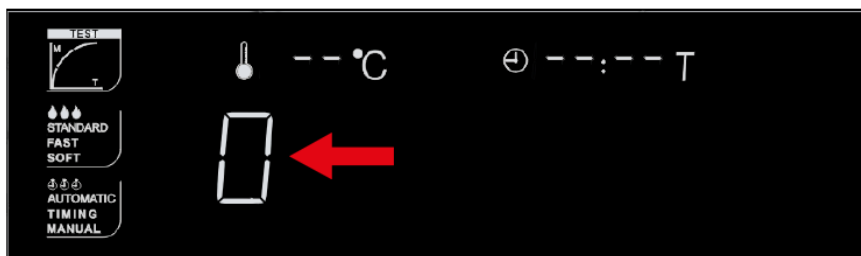 TEST
M
T
--°C
--:-- T
STANDARD
FAST
SOFT
0
AUTOMATIC
TIMING
MANUAL